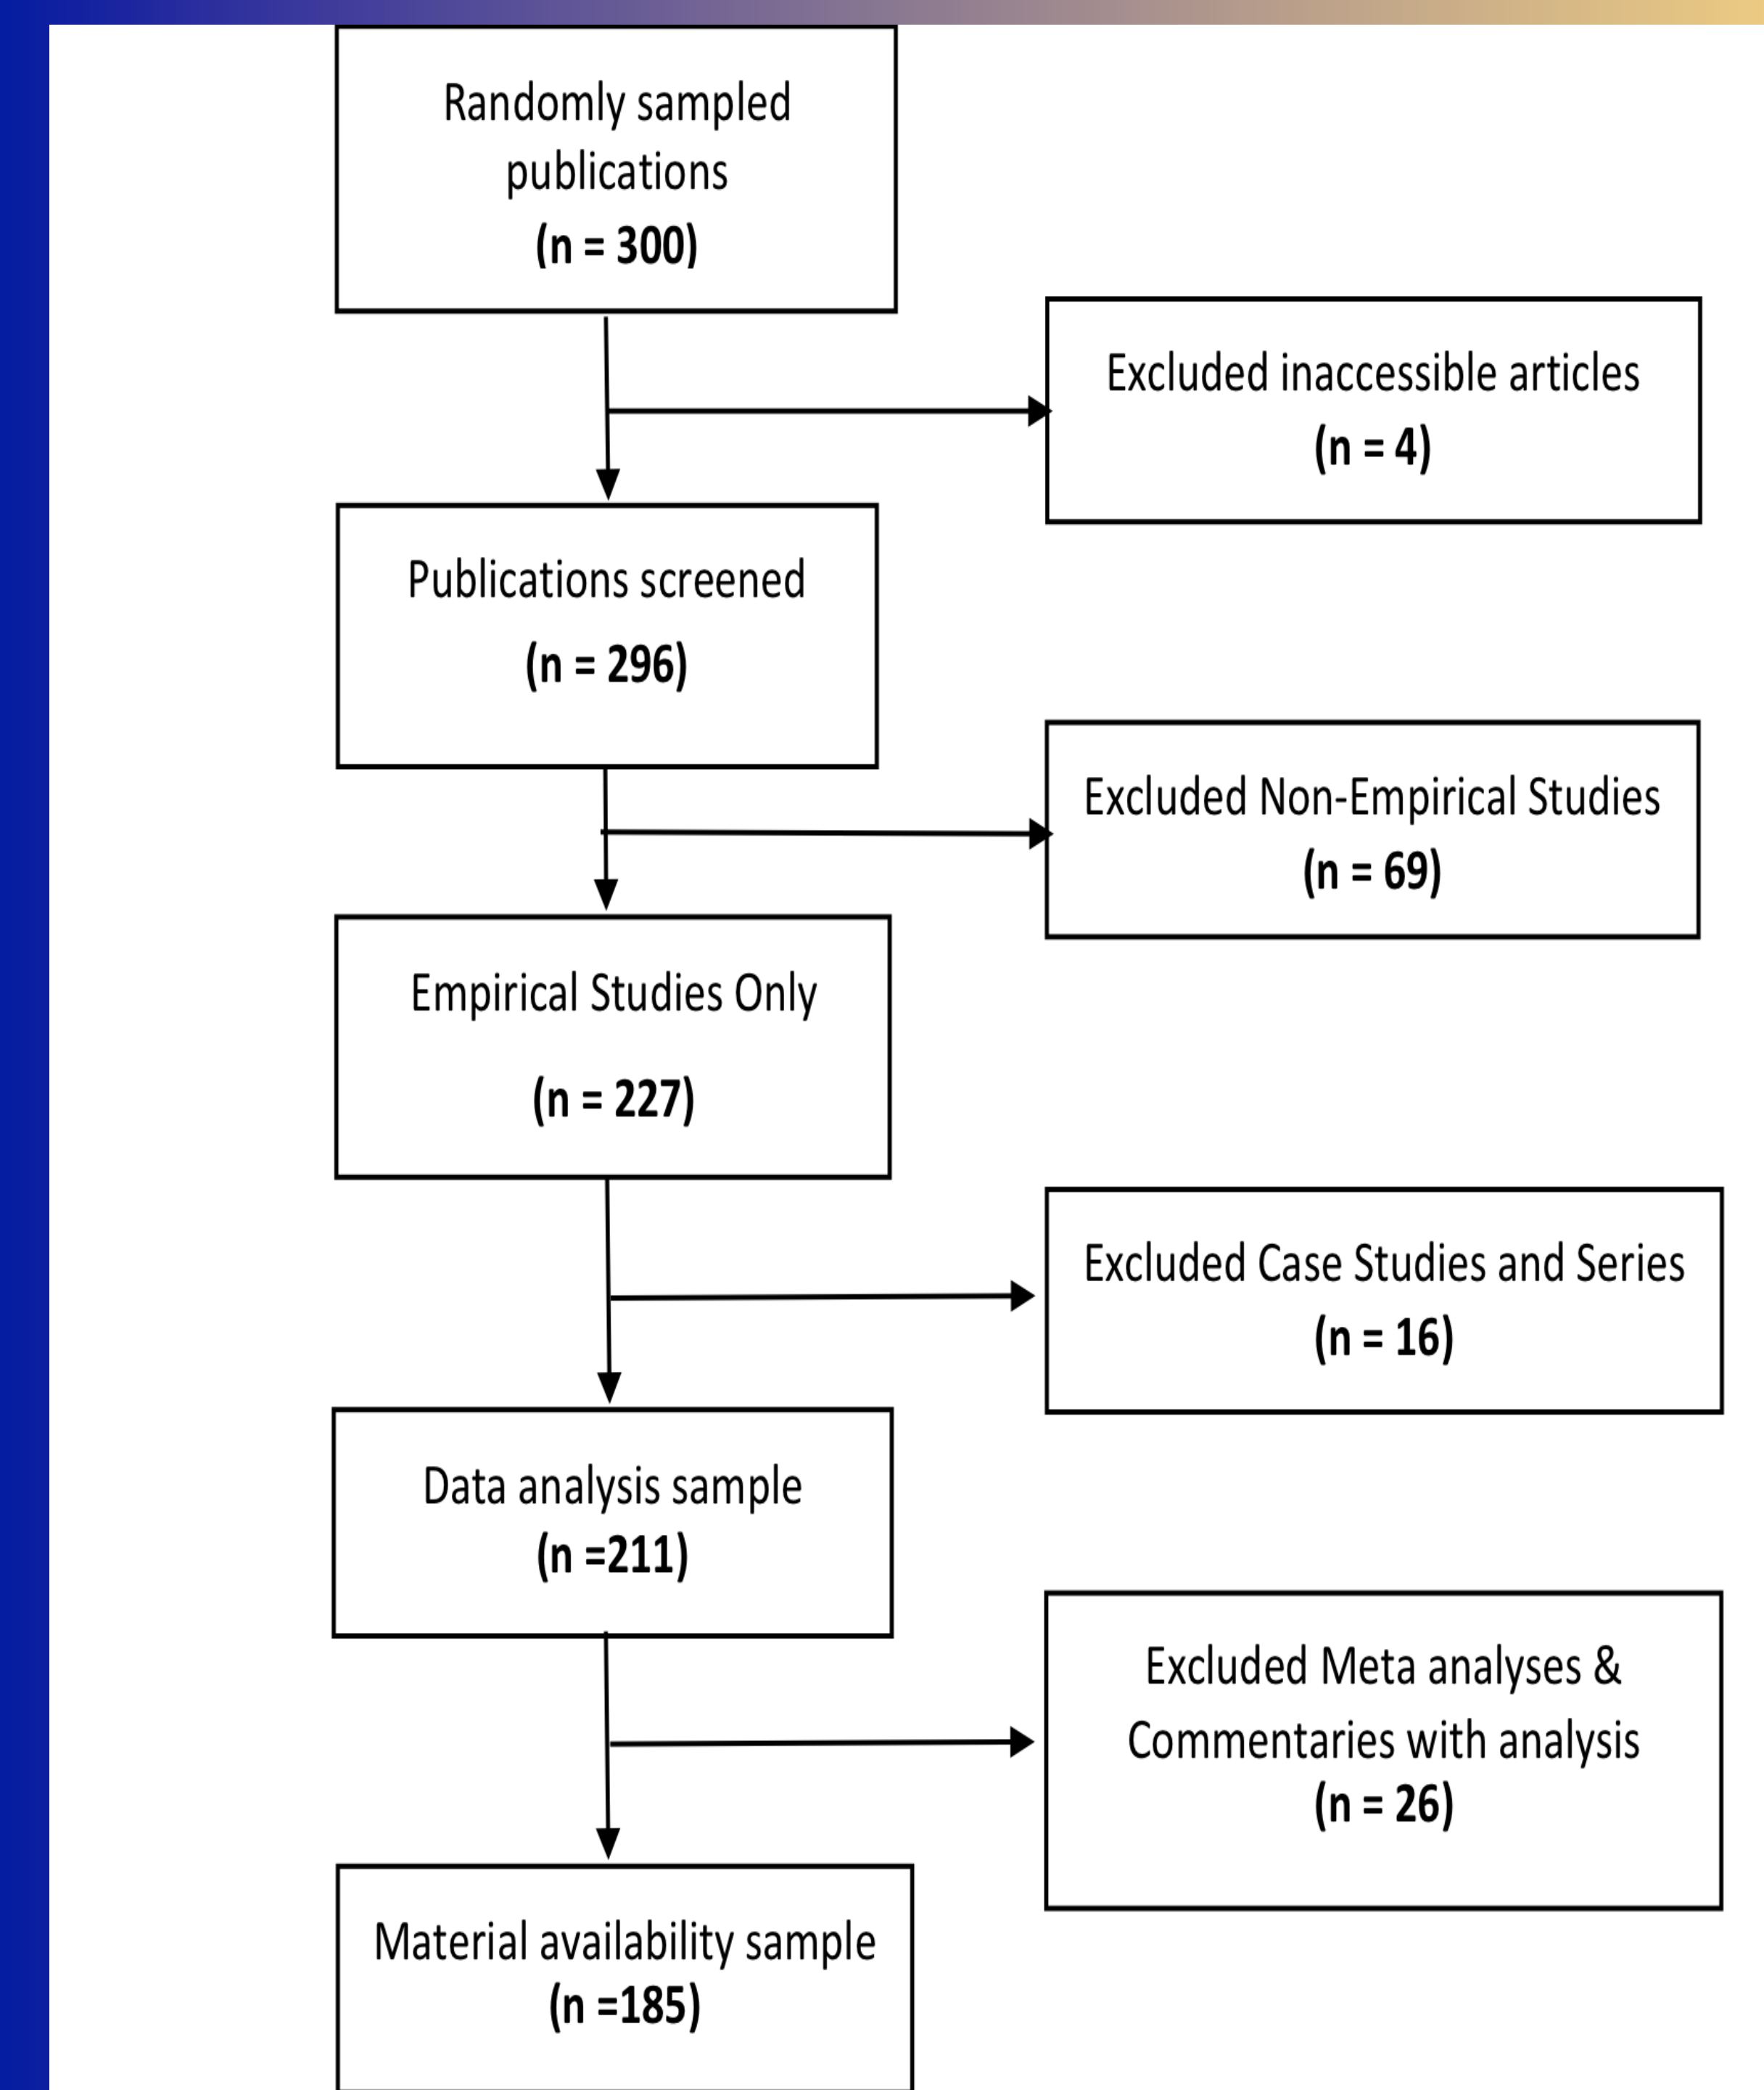 Randomly sampled
publications
(n = 300)
Excluded inaccessible articles
(n = 4)
Publications screened
(n = 296)
Excluded Non-Empirical Studies
(n = 69)
Empirical Studies Only
(n = 227)
Excluded Case Studies and Series
(n = 16)
Data analysis sample
(n =211)
Excluded Meta analyses &
Commentaries with analysis
(n = 26)
Material availability sample
(n =185)